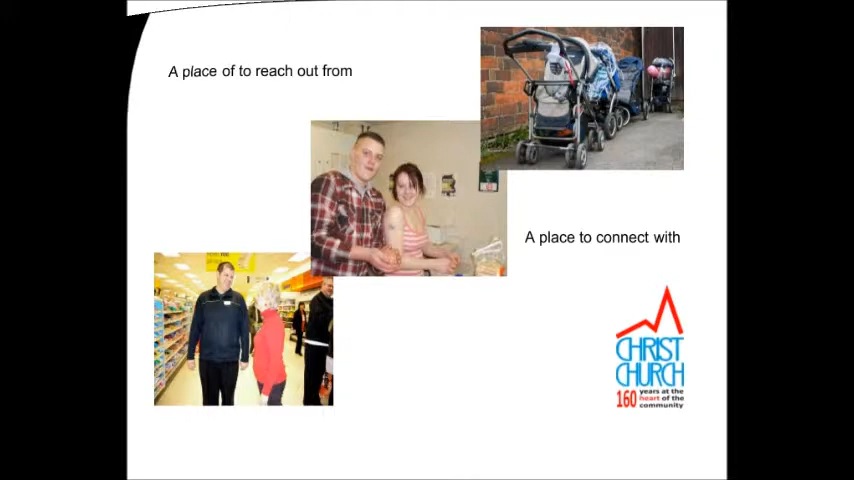 A place of to reach out from
A place to connect with
CHRIST
CHURCH
160 years at the
heart of the
community